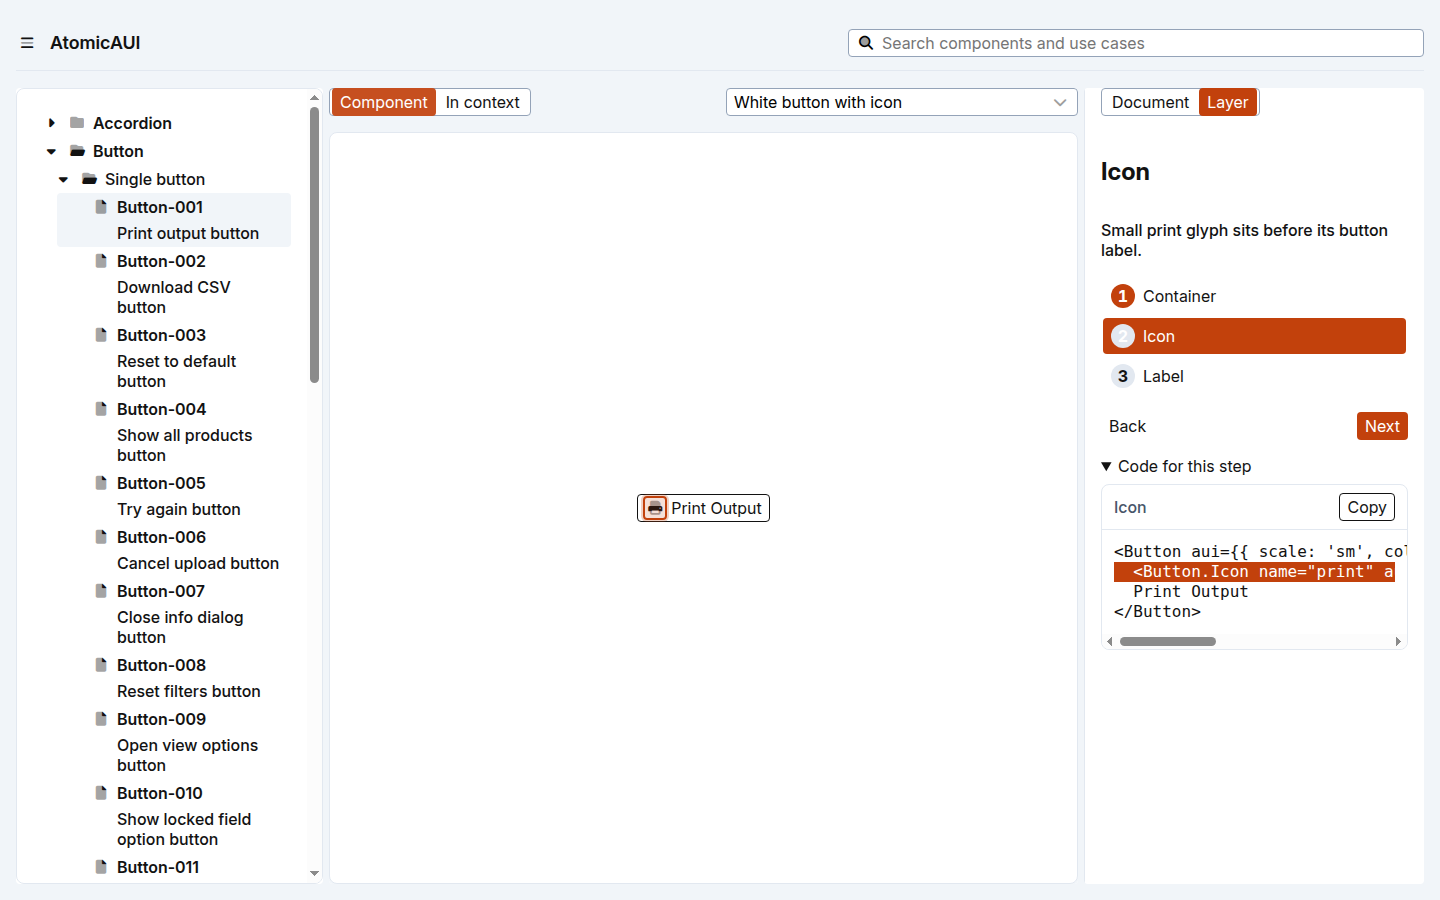 AtomicAUI
Search components and use cases
Accordion
Button
Single button
Button-001
Print output button
Button-002
Download CSV
button
Button-003
Reset to default
button
Button-004
Show all products
button
Button-005
Try again button
Button-006
Cancel upload button
Button-007
Close info dialog
button
Button-008
Reset filters button
Button-009
Open view options
button
Button-010
Show locked field
option button
Button-011
Component In context
White button with icon
Print Output
Document Layer
Icon
Small print glyph sits before its button
label.
1 Container
2 Icon
3 Label
Back Next
Code for this step
Icon Copy
<Button aui={{ scale: 'sm', col
<Button.Icon name="print" a
Print Output
</Button>